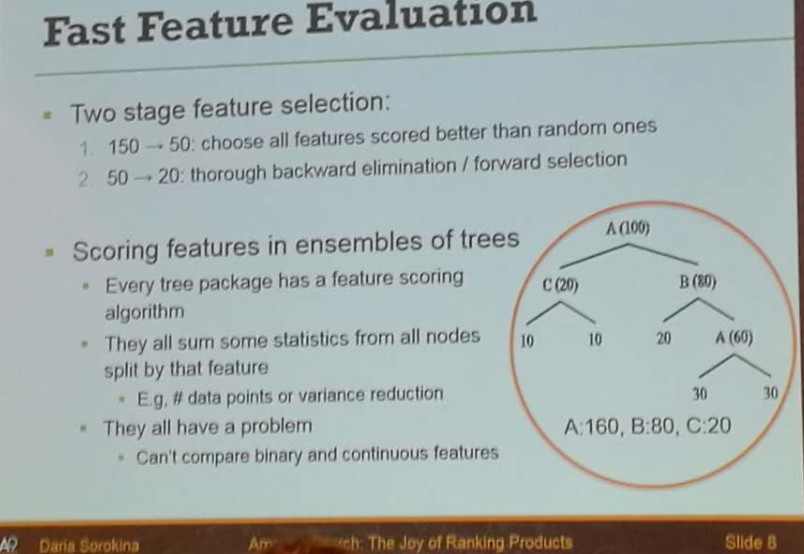 Fast Feature Evaluation
▪ Two stage feature selection:
1. 150 → 50: choose all features scored better than random ones
2. 50 → 20: thorough backward elimination / forward selection
▪ Scoring features in ensembles of trees
▪ Every tree package has a feature scoring
algorithm
▪ They all sum some statistics from all nodes
split by that feature
▪ E.g, # data points or variance reduction
▪ They all have a problem
▪ Can't compare binary and continuous features
A (100)
C (20) B (80)
10 10 20 A (60)
30 30
A:160, B:80, C:20
Daria Sorokina The Joy of Ranking Products Slide 8